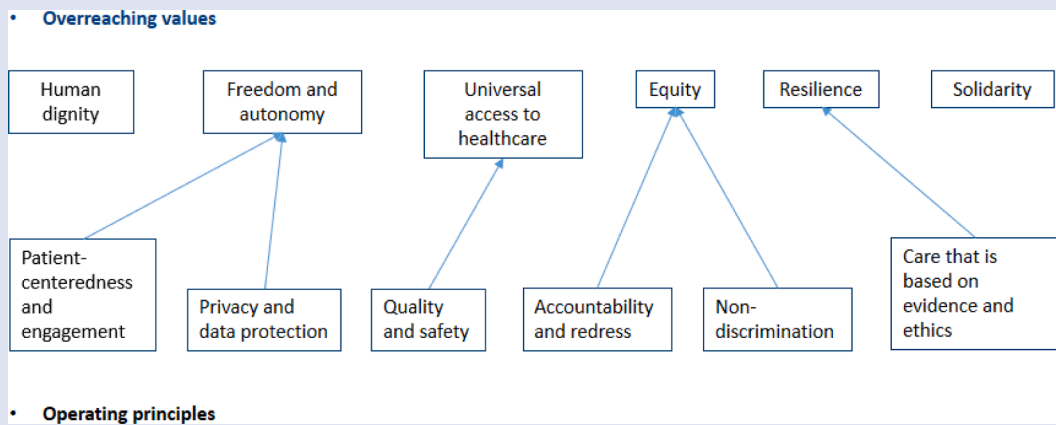 • Overreaching values
Human
dignity
Freedom and
autonomy
Universal
access to
healthcare
Equity
Resilience
Solidarity
Patient-
centeredness
and
engagement
Privacy and
data protection
Quality
and safety
Accountability
and redress
Non-
discrimination
Care that is
based on
evidence and
ethics
• Operating principles